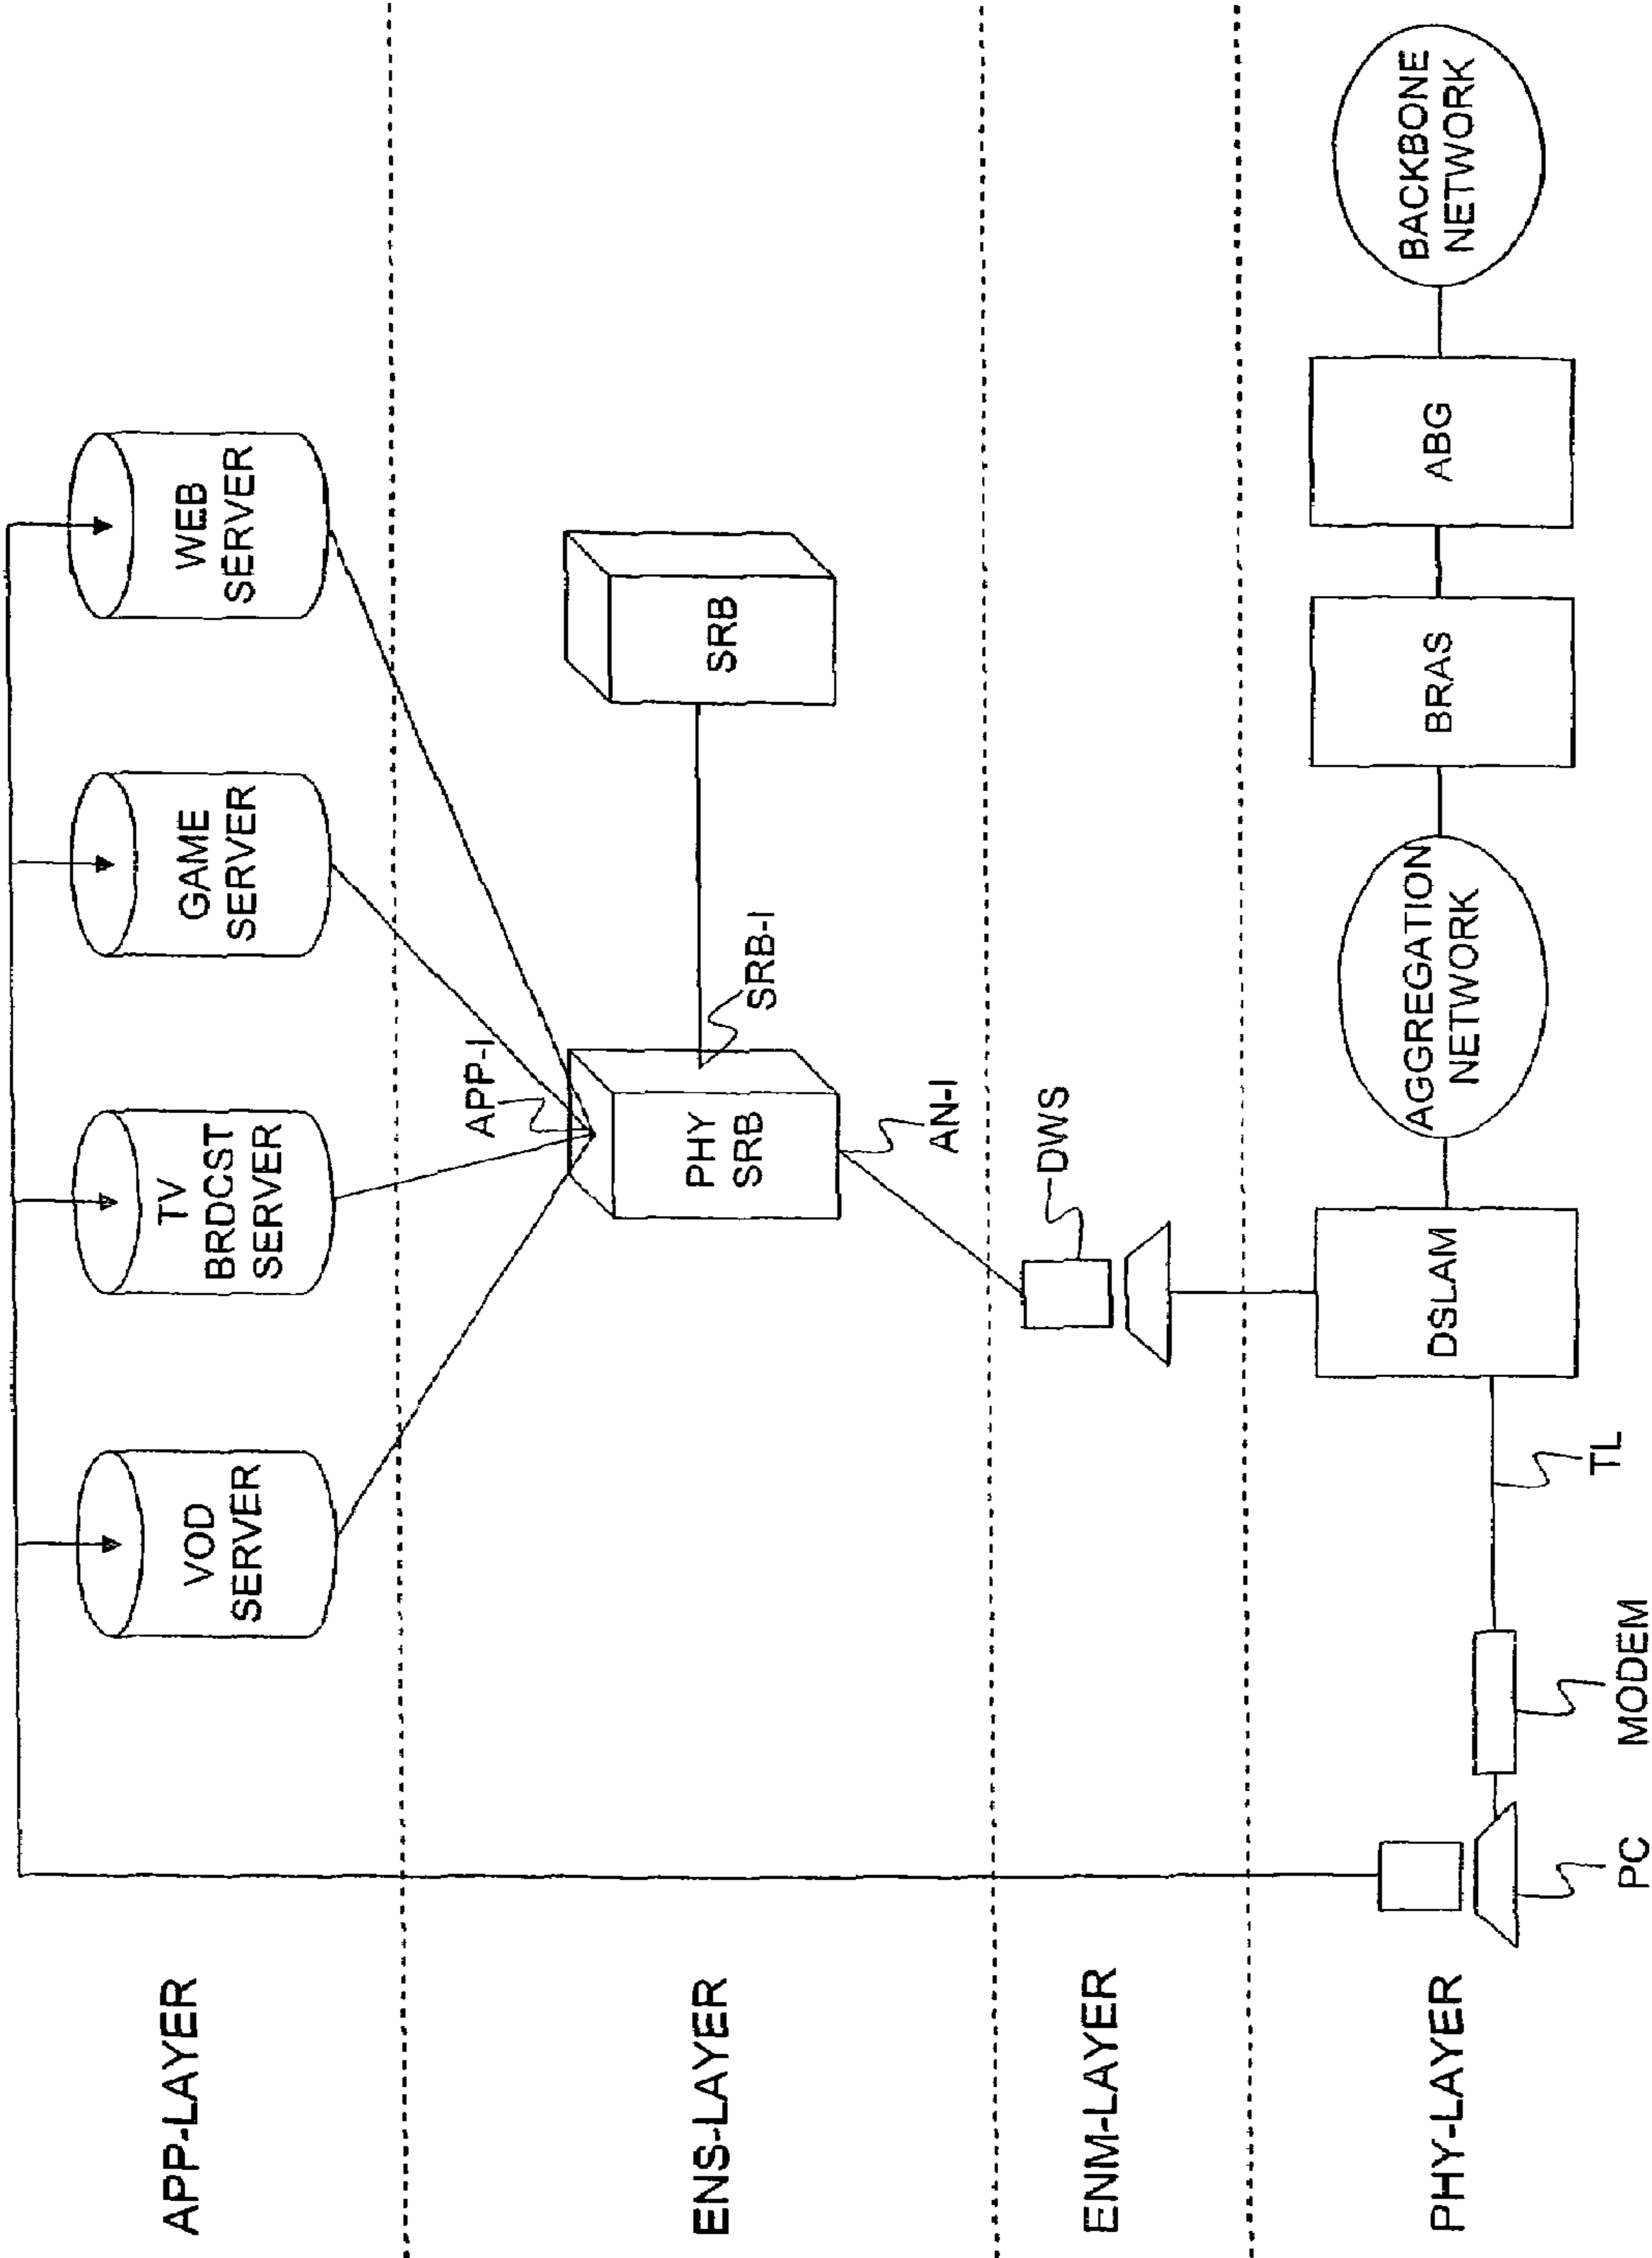 APP-LAYER
VOD
SERVER
TV
BRDCST
SERVER
GAME
SERVER
WEB
SERVER
ENS-LAYER
APP-I
PHY
SRB
SRB-I
SRB
AN-I
ENM-LAYER
DWS
PHY-LAYER
PC
MODEM
TL
DSLAM
AGGREGATION
NETWORK
BRAS
ABG
BACKBONE
NETWORK